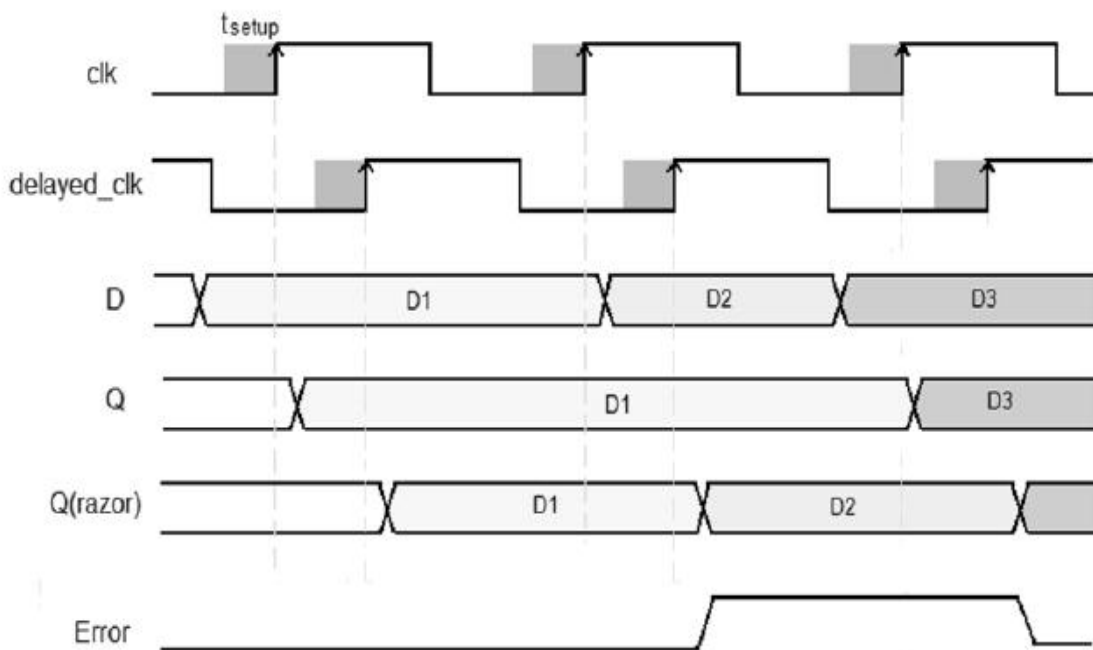 tsetup
clk
delayed_clk
D D1 D2 D3
Q D1 D3
Q(razor) D1 D2
Error